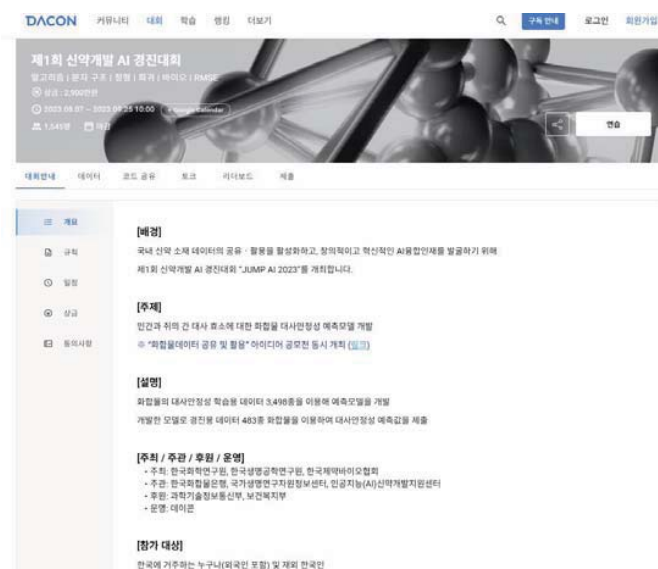 DACON 커뮤니티 대회 학습 랭킹 더보기 구독 안내 로그인 회원가입
제1회 신약개발 AI 경진대회
알고리즘 | 분자 구조 | 정형 | 회귀 | 바이오 | RMSE
상금 : 2,900만원
2023.08.07 ~ 2023.09.25 10:00 + Google Calendar
1,545명 마감
연습
대회안내 데이터 코드 공유 토크 리더보드 제출
개요
규칙
일정
상금
동의사항
[배경]
국내 신약 소재 데이터의 공유 · 활용을 활성화하고, 창의적이고 혁신적인 AI융합인재를 발굴하기 위해
제1회 신약개발 AI 경진대회 "JUMP AI 2023"를 개최합니다.
[주제]
인간과 쥐의 간 대사 효소에 대한 화합물 대사안정성 예측모델 개발
※ "화합물데이터 공유 및 활용" 아이디어 공모전 동시 개최 (링크)
[설명]
화합물의 대사안정성 학습용 데이터 3,498종을 이용해 예측모델을 개발
개발한 모델로 경진용 데이터 483종 화합물을 이용하여 대사안정성 예측값을 제출
[주최 / 주관 / 후원 / 운영]
• 주최: 한국화학연구원, 한국생명공학연구원, 한국제약바이오협회
• 주관: 한국화합물은행, 국가생명연구자원정보센터, 인공지능(AI)신약개발지원센터
• 후원: 과학기술정보통신부, 보건복지부
• 운영: 데이콘
[참가 대상]
한국에 거주하는 누구나(외국인 포함) 및 재외 한국인